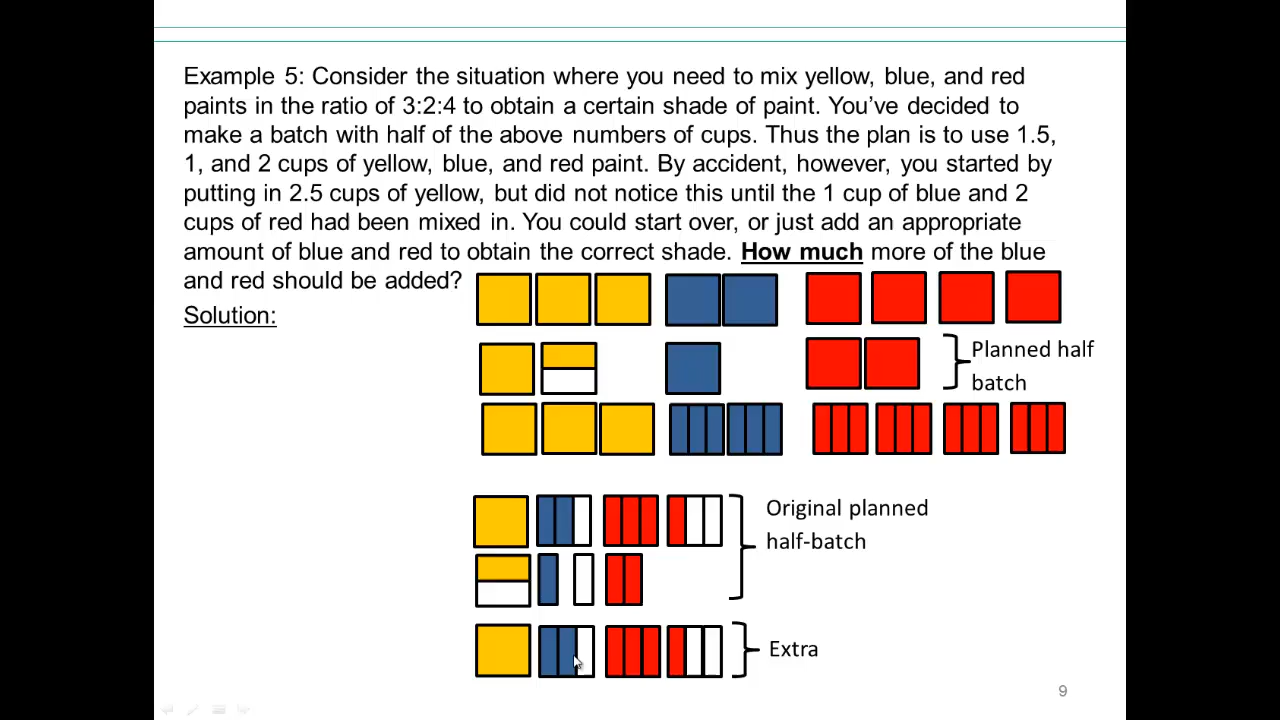 Example 5: Consider the situation where you need to mix yellow, blue, and red
paints in the ratio of 3:2:4 to obtain a certain shade of paint. You’ve decided to
make a batch with half of the above numbers of cups. Thus the plan is to use 1.5,
1, and 2 cups of yellow, blue, and red paint. By accident, however, you started by
putting in 2.5 cups of yellow, but did not notice this until the 1 cup of blue and 2
cups of red had been mixed in. You could start over, or just add an appropriate
amount of blue and red to obtain the correct shade. How much more of the blue
and red should be added?
Solution:
Planned half
batch
Original planned
half-batch
Extra
9